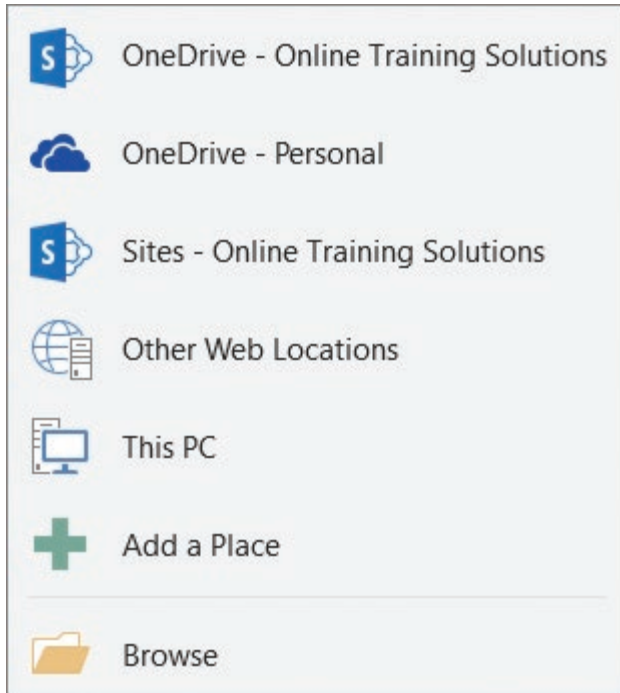 OneDrive - Online Training Solutions
OneDrive - Personal
Sites - Online Training Solutions
Other Web Locations
This PC
Add a Place
Browse